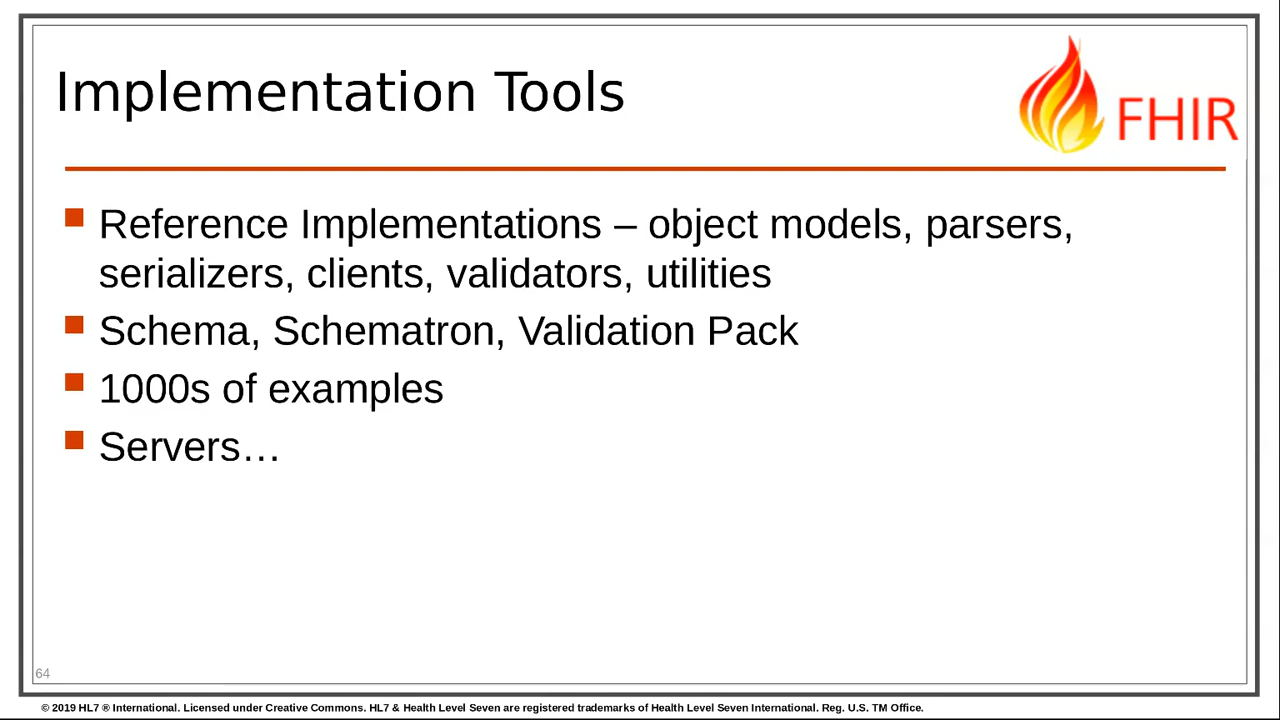 Implementation Tools
FHIR
Reference Implementations – object models, parsers,
serializers, clients, validators, utilities
Schema, Schematron, Validation Pack
1000s of examples
Servers…
64
© 2019 HL7 ® International. Licensed under Creative Commons. HL7 & Health Level Seven are registered trademarks of Health Level Seven International. Reg. U.S. TM Office.